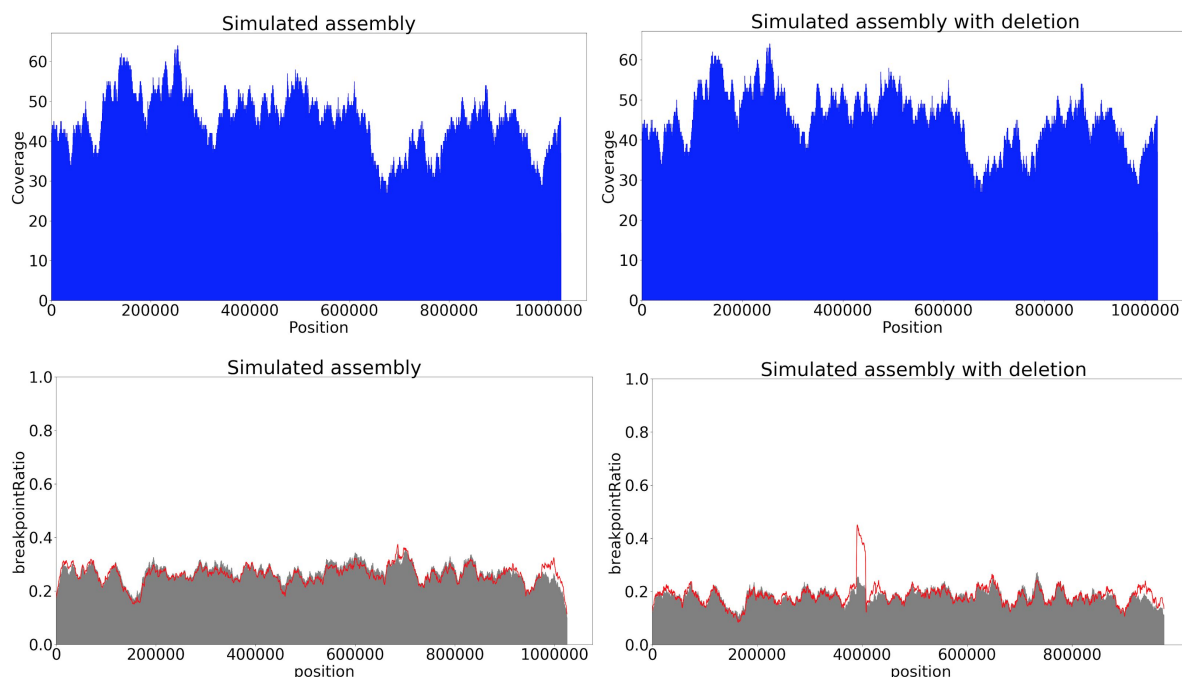 Simulated assembly
60
50
40
30
20
10
0
Coverage
0 200000 400000 600000 800000 1000000
Position
Simulated assembly with deletion
60
50
40
30
20
10
0
Coverage
0 200000 400000 600000 800000 1000000
Position
Simulated assembly
1.0
0.8
0.6
0.4
0.2
0.0
breakpointRatio
0 200000 400000 600000 800000 1000000
position
Simulated assembly with deletion
1.0
0.8
0.6
0.4
0.2
0.0
breakpointRatio
0 200000 400000 600000 800000
position